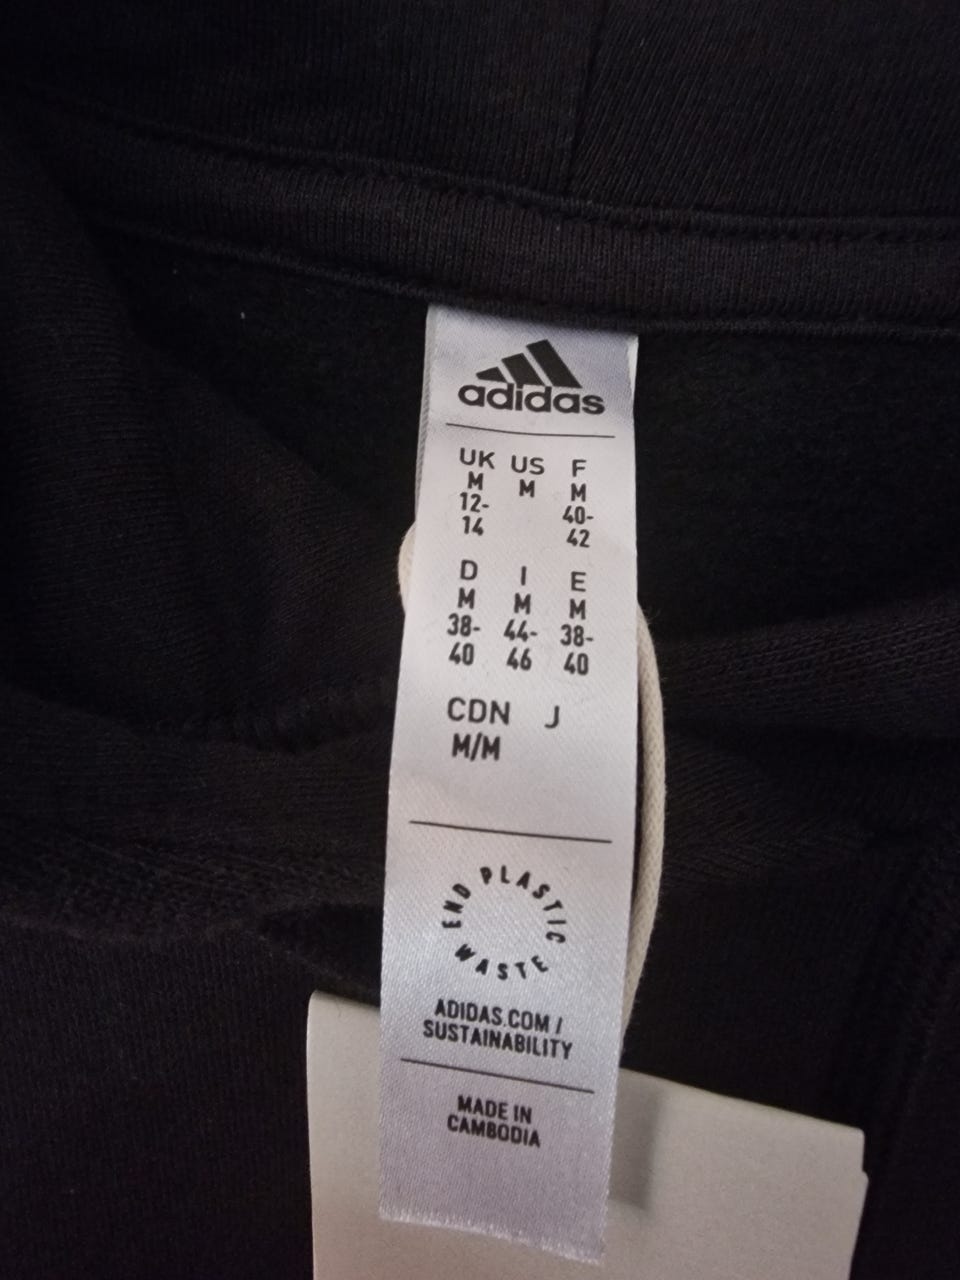 adidas
UK US F
M M M
12- 40-
14 42
D I E
M M M
38- 44- 38-
40 46 40
CDN J
M/M
END PLASTIC WASTE
ADIDAS.COM /
SUSTAINABILITY
MADE IN
CAMBODIA